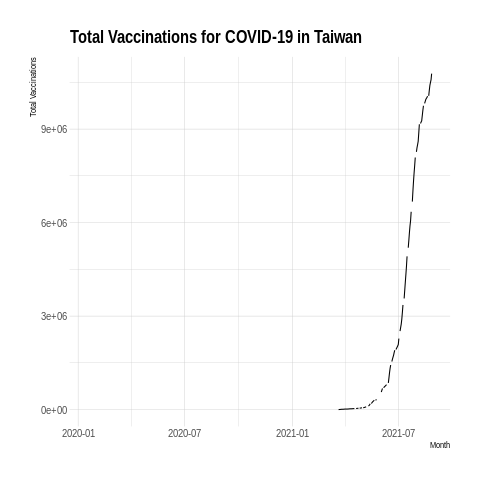 Total Vaccinations for COVID-19 in Taiwan
Total Vaccinations
9e+06
6e+06
3e+06
0e+00
2020-01 2020-07 2021-01 2021-07
Month